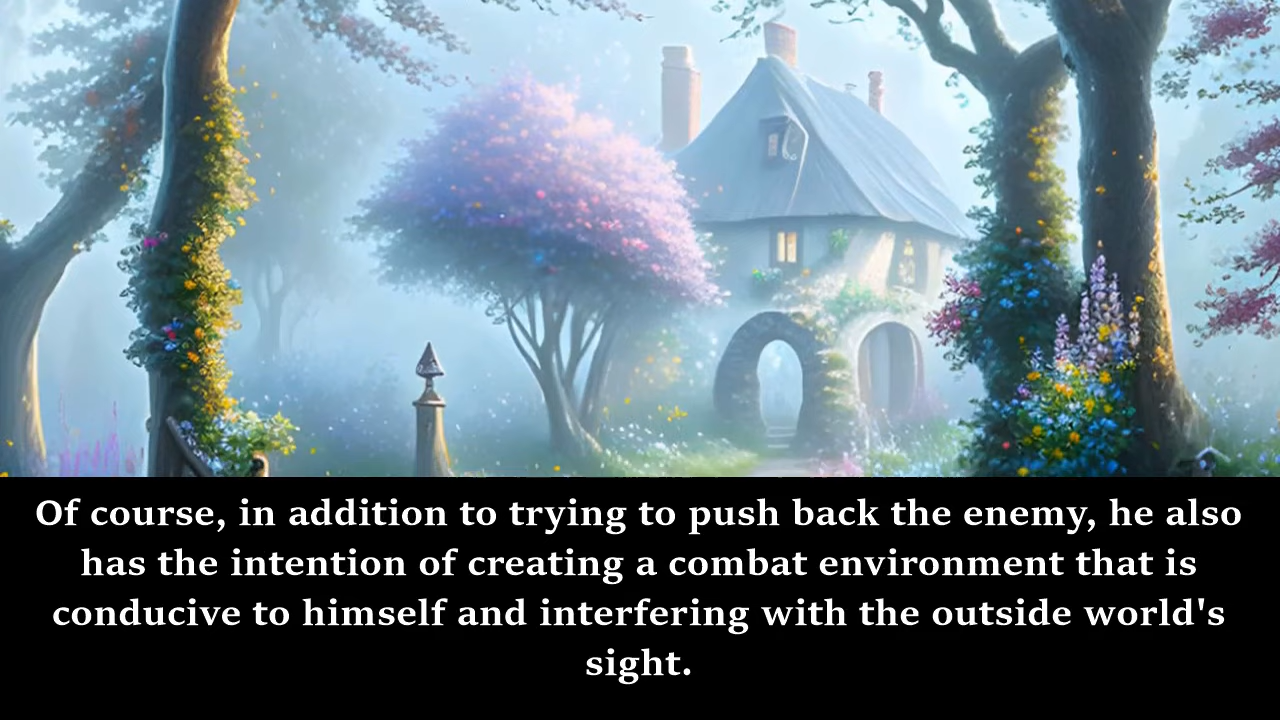 Of course, in addition to trying to push back the enemy, he also
has the intention of creating a combat environment that is
conducive to himself and interfering with the outside world's
sight.